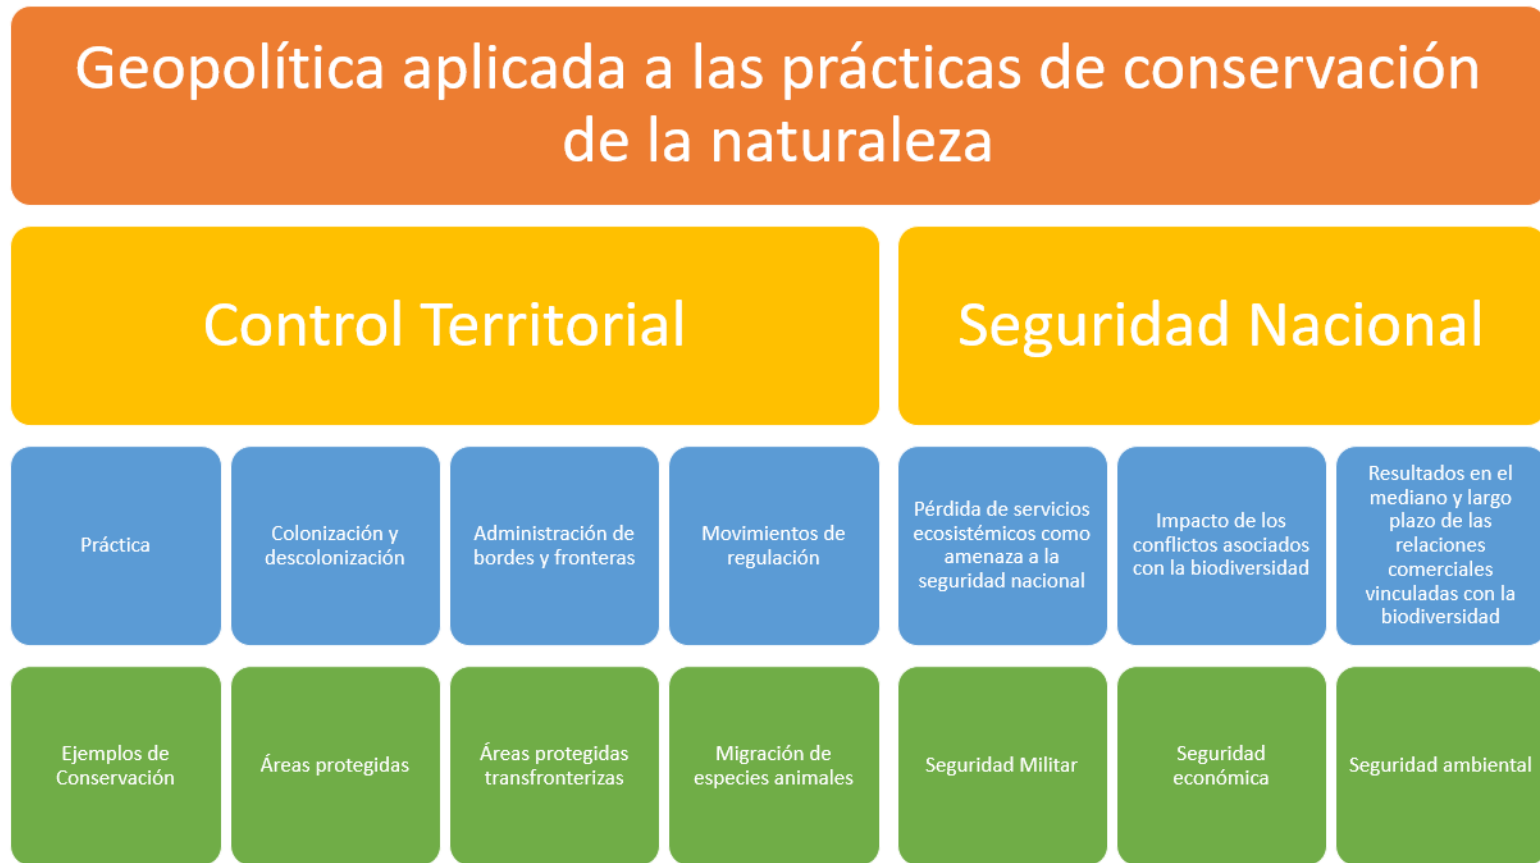 Geopolítica aplicada a las prácticas de conservación
de la naturaleza
Control Territorial
Seguridad Nacional
Práctica
Colonización y
descolonización
Administración de
bordes y fronteras
Movimientos de
regulación
Pérdida de servicios
ecosistémicos como
amenaza a la
seguridad nacional
Impacto de los
conflictos asociados
con la biodiversidad
Resultados en el
mediano y largo
plazo de las
relaciones
comerciales
vinculadas con la
biodiversidad
Ejemplos de
Conservación
Áreas protegidas
Áreas protegidas
transfronterizas
Migración de
especies animales
Seguridad Militar
Seguridad
económica
Seguridad ambiental